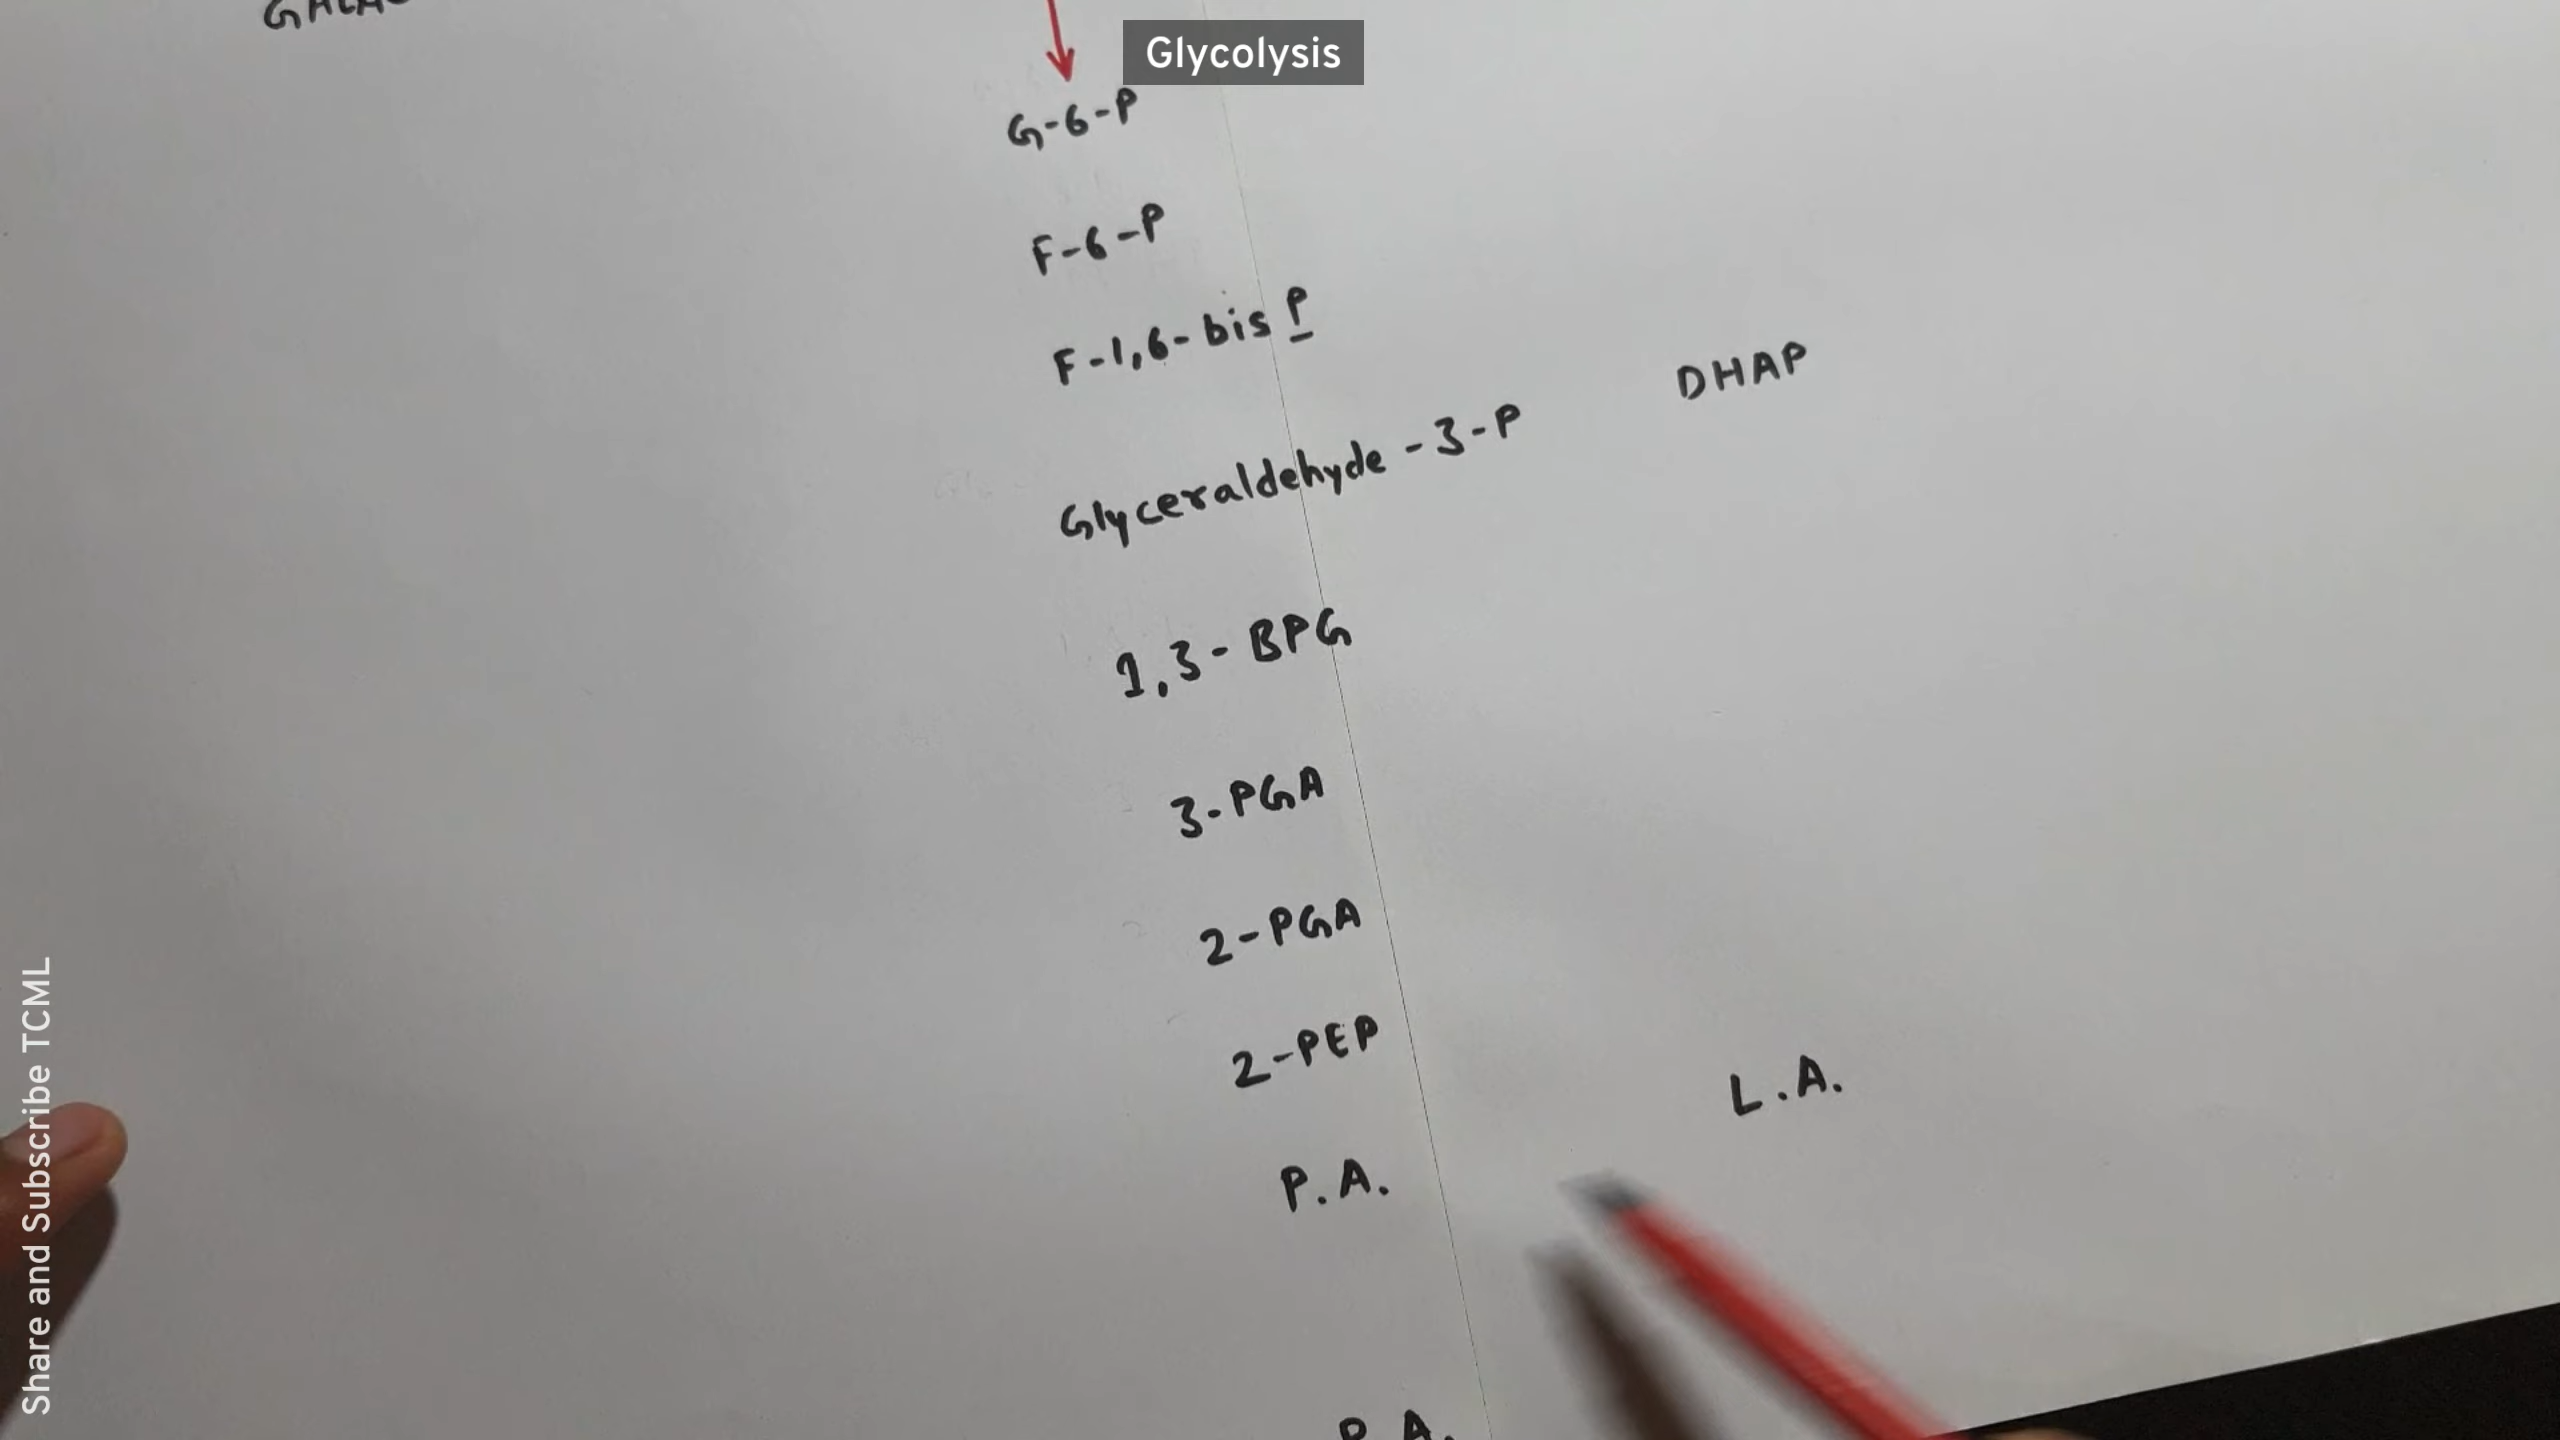 Glycolysis
G-6-P
F-6-P
F-1,6-bis P
Glyceraldehyde-3-P
DHAP
1,3-BPG
3-PGA
2-PGA
2-PEP
L.A.
P.A.
Share and Subscribe TCML